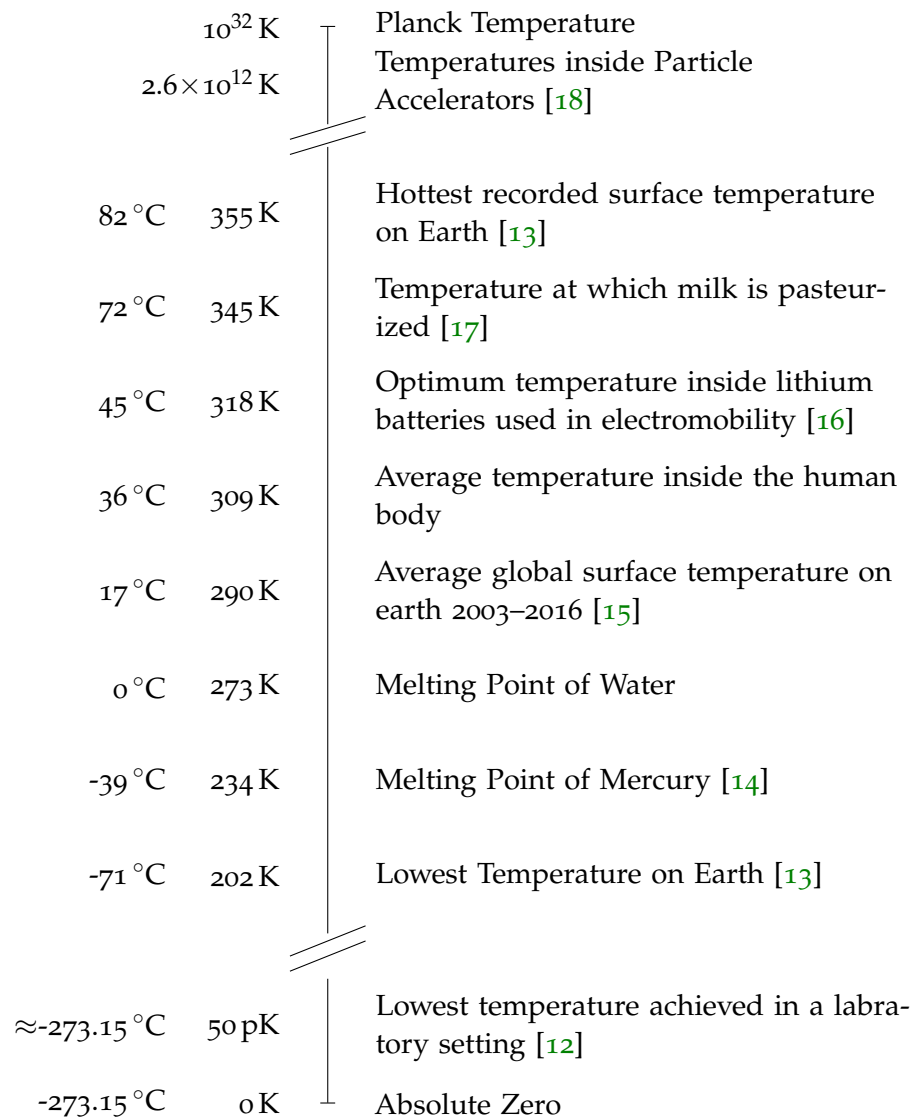 10³² K Planck Temperature
2.6×10¹² K Temperatures inside Particle
Accelerators [18]
82 °C 355 K Hottest recorded surface temperature
on Earth [13]
72 °C 345 K Temperature at which milk is pasteur-
ized [17]
45 °C 318 K Optimum temperature inside lithium
batteries used in electromobility [16]
36 °C 309 K Average temperature inside the human
body
17 °C 290 K Average global surface temperature on
earth 2003–2016 [15]
0 °C 273 K Melting Point of Water
-39 °C 234 K Melting Point of Mercury [14]
-71 °C 202 K Lowest Temperature on Earth [13]
≈-273.15 °C 50 pK Lowest temperature achieved in a labra-
tory setting [12]
-273.15 °C 0 K Absolute Zero